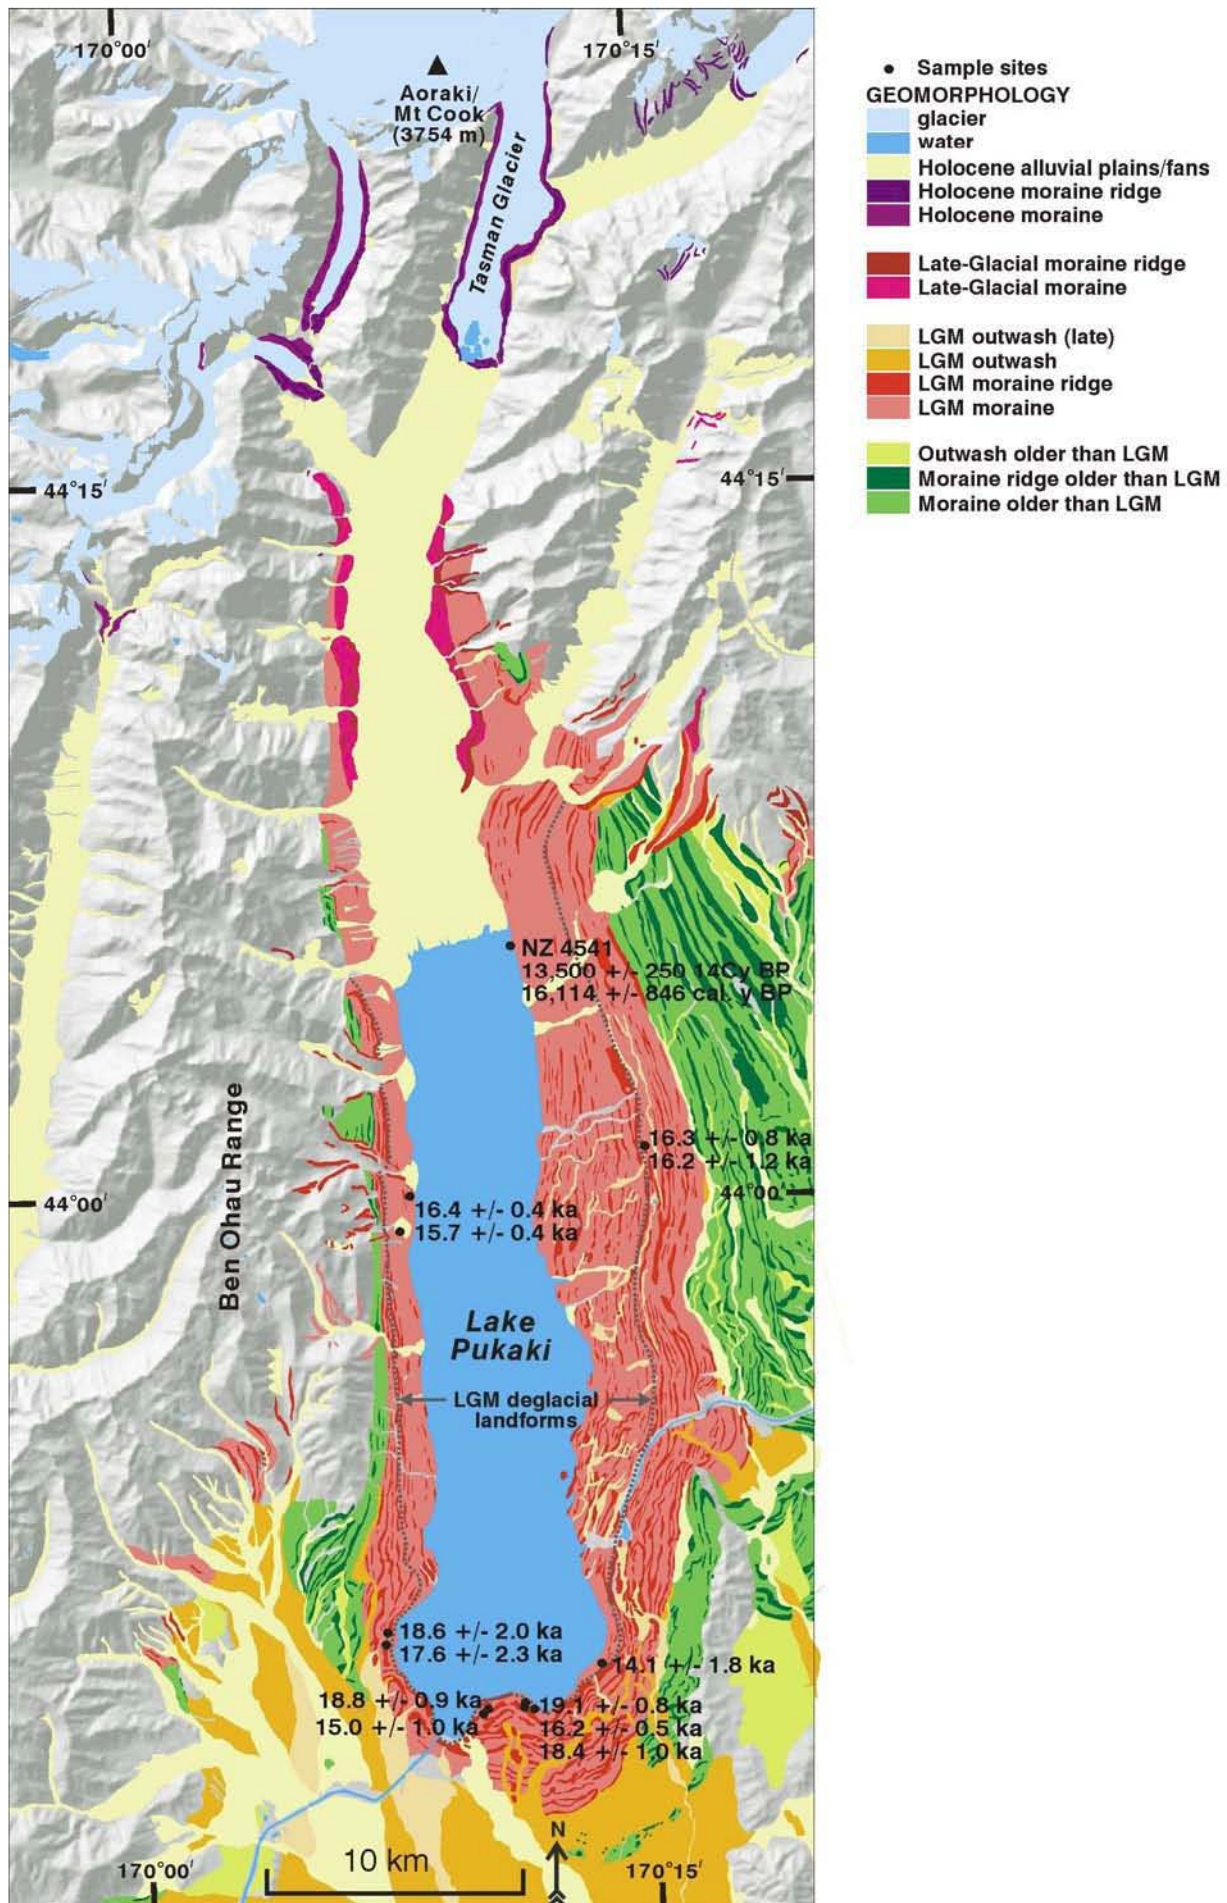 170°00'
170°15'
Aoraki/
Mt Cook
(3754 m)
Tasman Glacier
44°15'
44°15'
NZ 4541
13,500 +/- 250 14Cy BP
16,114 +/- 846 cal. y BP
Ben Ohau Range
16.3 +/- 0.8 ka
16.2 +/- 1.2 ka
44°00'
44°00'
16.4 +/- 0.4 ka
15.7 +/- 0.4 ka
Lake
Pukaki
LGM deglacial
landforms
18.6 +/- 2.0 ka
17.6 +/- 2.3 ka
14.1 +/- 1.8 ka
18.8 +/- 0.9 ka
15.0 +/- 1.0 ka
19.1 +/- 0.8 ka
16.2 +/- 0.5 ka
18.4 +/- 1.0 ka
N
10 km
170°00'
170°15'
Sample sites
GEOMORPHOLOGY
glacier
water
Holocene alluvial plains/fans
Holocene moraine ridge
Holocene moraine
Late-Glacial moraine ridge
Late-Glacial moraine
LGM outwash (late)
LGM outwash
LGM moraine ridge
LGM moraine
Outwash older than LGM
Moraine ridge older than LGM
Moraine older than LGM